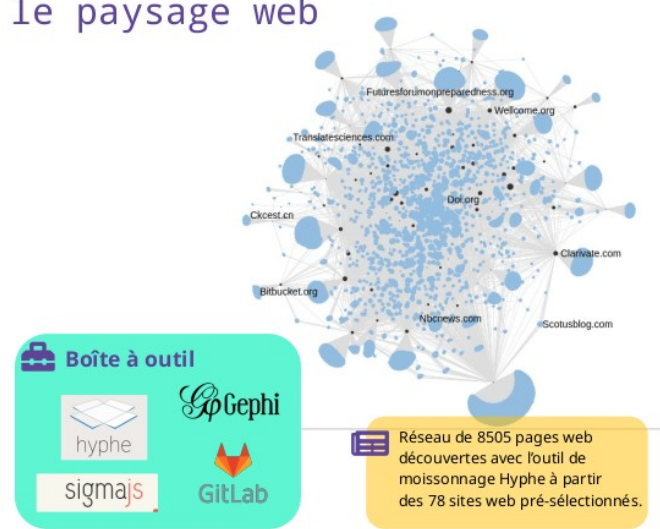 le paysage web
Futuresforumonpreparedness.org
Wellcome.org
Translatesciences.com
Doi.org
Ckcest.cn
Clarivate.com
Bitbucket.org
Nbcnews.com
Scotusblog.com
Boîte à outil
hyphe
Gephi
sigmajs
GitLab
Réseau de 8505 pages web
découvertes avec l'outil de
moissonnage Hyphe à partir
des 78 sites web pré-sélectionnés.